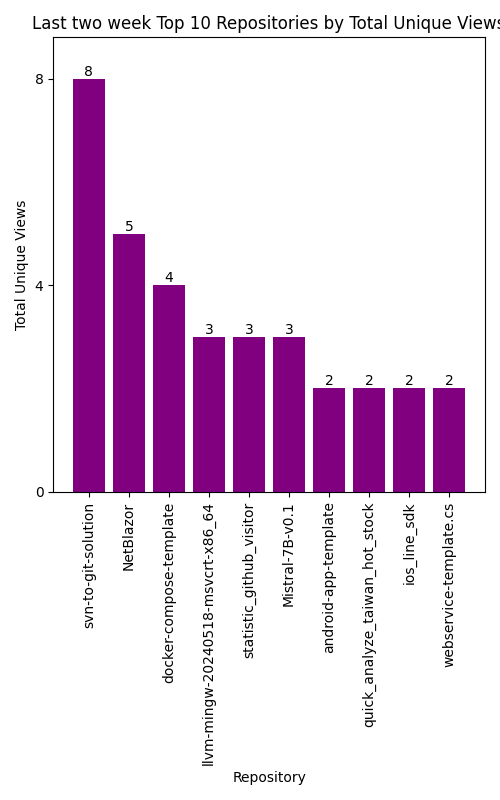 Last two week Top 10 Repositories by Total Unique Views
Total Unique Views
8
4
0
8
5
4
3
3
3
2
2
2
2
svn-to-git-solution
NetBlazor
docker-compose-template
llvm-mingw-20240518-msvcrt-x86_64
statistic_github_visitor
Mistral-7B-v0.1
android-app-template
quick_analyze_taiwan_hot_stock
ios_line_sdk
webservice-template.cs
Repository